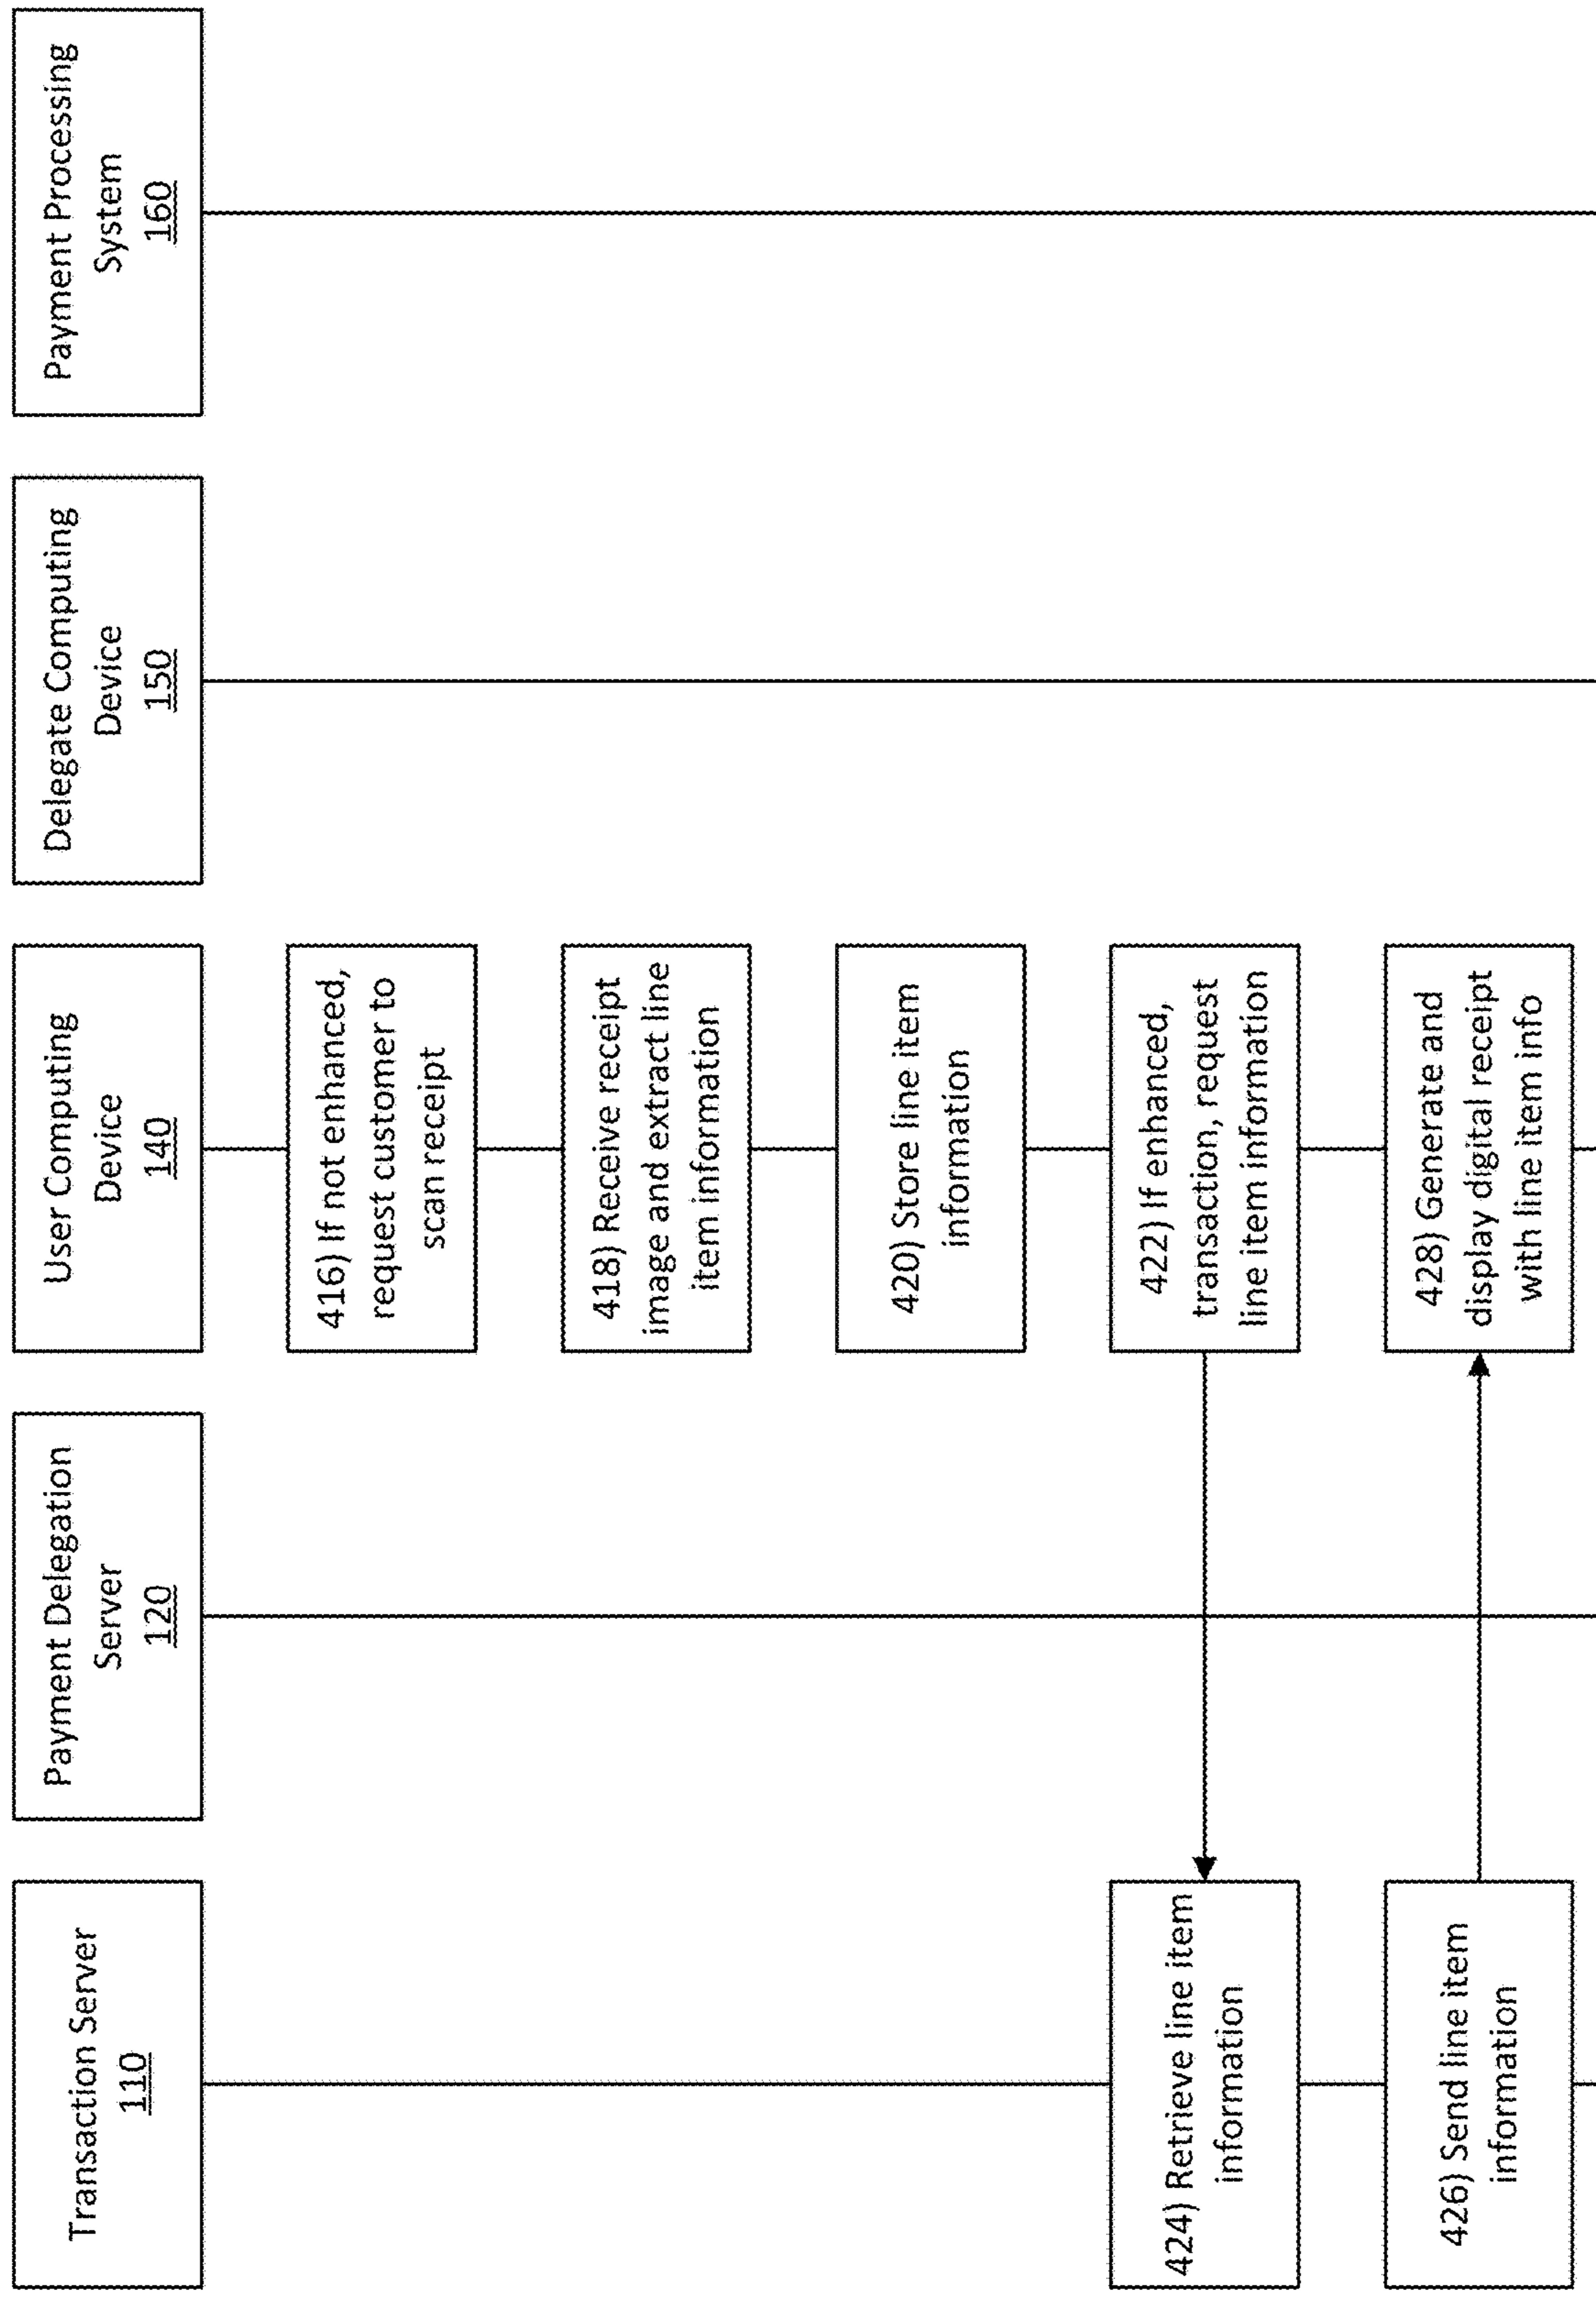 Transaction Server
110
Payment Delegation
Server
120
User Computing
Device
140
Delegate Computing
Device
150
Payment Processing
System
160
416) If not enhanced,
request customer to
scan receipt
418) Receive receipt
image and extract line
item information
420) Store line item
information
422) If enhanced,
transaction, request
line item information
424) Retrieve line item
information
426) Send line item
information
428) Generate and
display digital receipt
with line item info